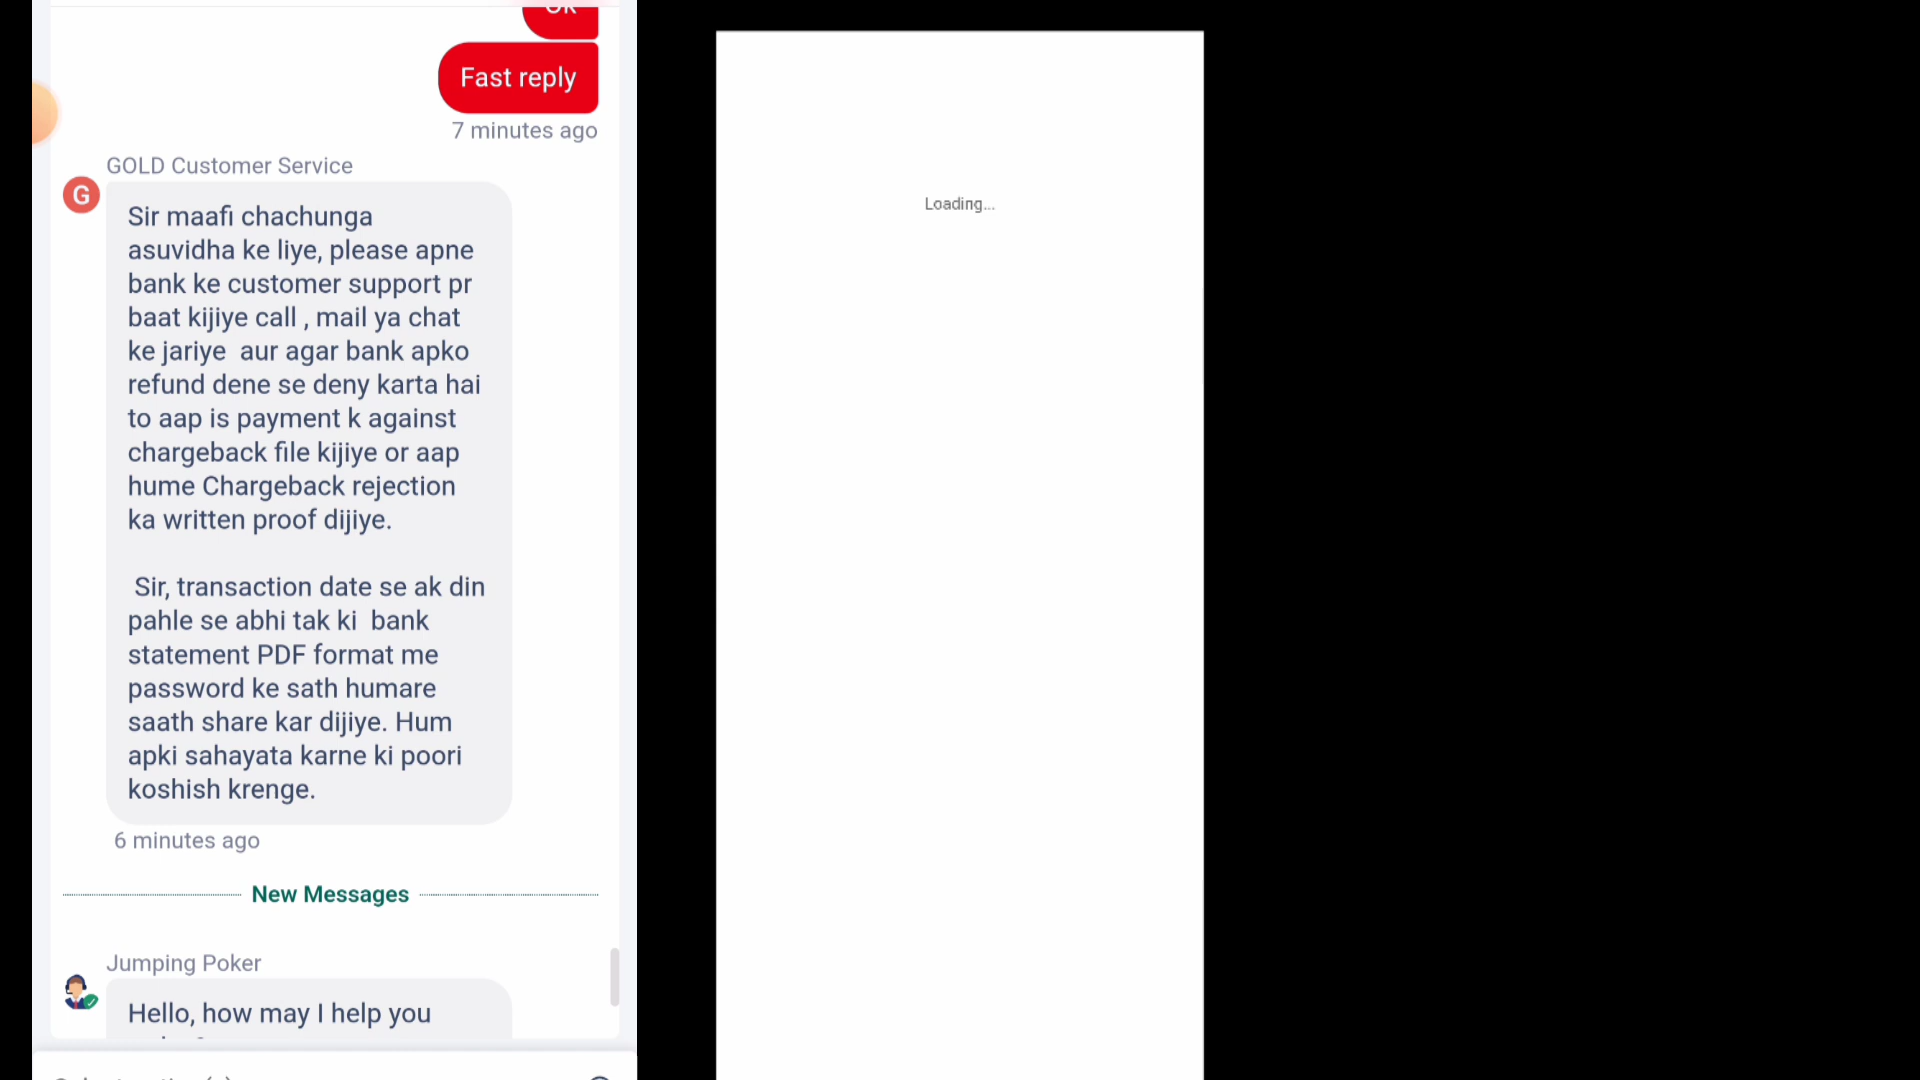 Ok
Fast reply
7 minutes ago
GOLD Customer Service
G
Sir maafi chachunga
asuvidha ke liye, please apne
bank ke customer support pr
baat kijiye call , mail ya chat
ke jariye  aur agar bank apko
refund dene se deny karta hai
to aap is payment k against
chargeback file kijiye or aap
hume Chargeback rejection
ka written proof dijiye.
Sir, transaction date se ak din
pahle se abhi tak ki  bank
statement PDF format me
password ke sath humare
saath share kar dijiye. Hum
apki sahayata karne ki poori
koshish krenge.
6 minutes ago
New Messages
Jumping Poker
Hello, how may I help you
Loading...